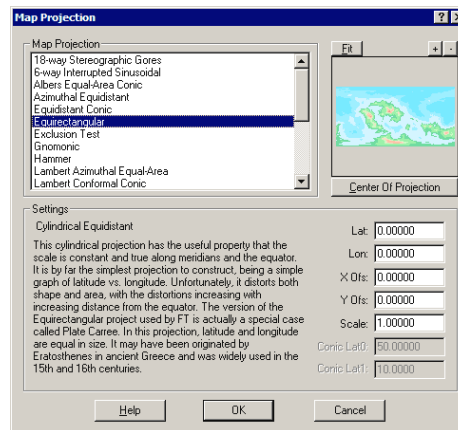 Map Projection
?
Map Projection
18-way Stereographic Gores
6-way Interrupted Sinusoidal
Albers Equal-Area Conic
Azimuthal Equidistant
Equidistant Conic
Equirectangular
Exclusion Test
Gnomonic
Hammer
Lambert Azimuthal Equal-Area
Lambert Conformal Conic
Fit
+
-
Center Of Projection
Settings
Cylindrical Equidistant
This cylindrical projection has the useful property that the
scale is constant and true along meridians and the equator.
It is by far the simplest projection to construct, being a simple
graph of latitude vs. longitude. Unfortunately, it distorts both
shape and area, with the distortions increasing with
increasing distance from the equator. The version of the
Equirectangular project used by FT is actually a special case
called Plate Carree. In this projection, latitude and longitude
are equal in size. It may have been originated by
Eratosthenes in ancient Greece and was widely used in the
15th and 16th centuries.
Lat: 0.00000
Lon: 0.00000
X Ofs: 0.00000
Y Ofs: 0.00000
Scale: 1.00000
Conic Lat0: 50.00000
Conic Lat1: 10.0000
Help
OK
Cancel